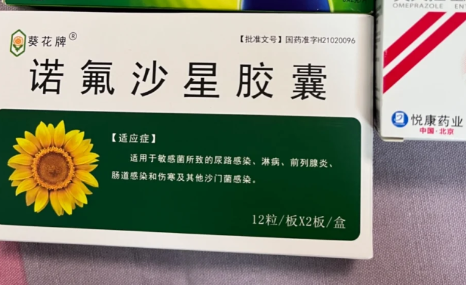 葵花牌®
【批准文号】国药准字H21020096
诺氟沙星胶囊
【适应症】
适用于敏感菌所致的尿路感染、淋病、前列腺炎、
肠道感染和伤寒及其他沙门菌感染。
12粒/板X2板/盒
OMEPRAZOLE
悦康药业
中国·北京